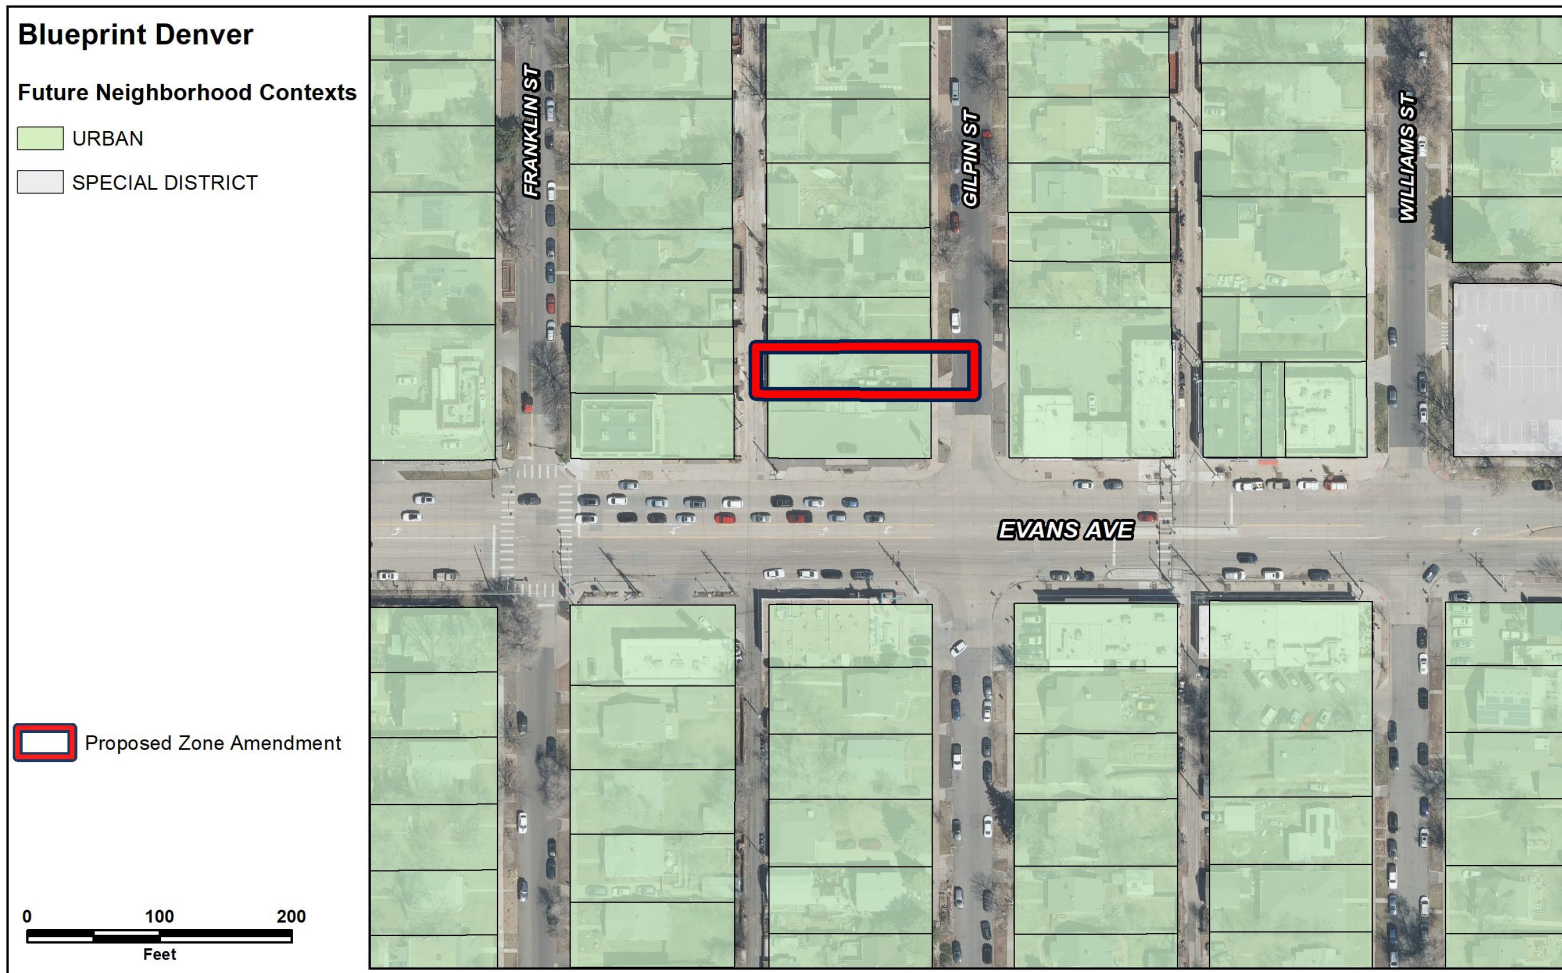 Blueprint Denver
Future Neighborhood Contexts
URBAN
SPECIAL DISTRICT
FRANKLIN ST
GILPIN ST
WILLIAMS ST
EVANS AVE
Proposed Zone Amendment
0 100 200
Feet